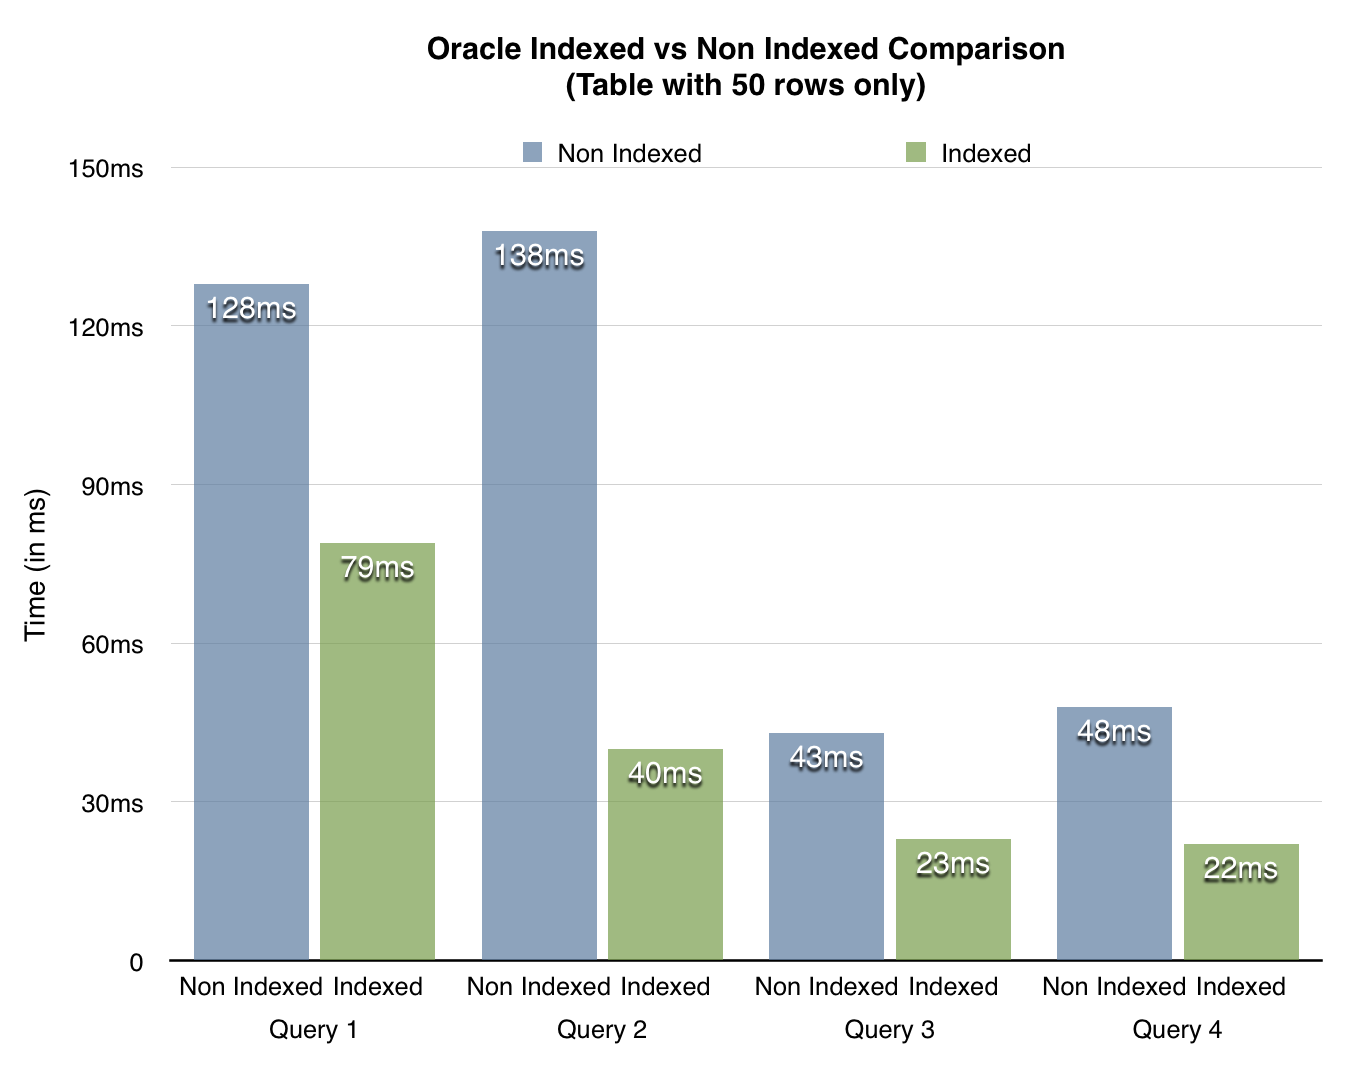 Oracle Indexed vs Non Indexed Comparison
(Table with 50 rows only)
Non Indexed Indexed
150ms
120ms
90ms
60ms
30ms
0
Time (in ms)
128ms
79ms
138ms
40ms
43ms
23ms
48ms
22ms
Non Indexed Indexed Non Indexed Indexed Non Indexed Indexed Non Indexed Indexed
Query 1 Query 2 Query 3 Query 4